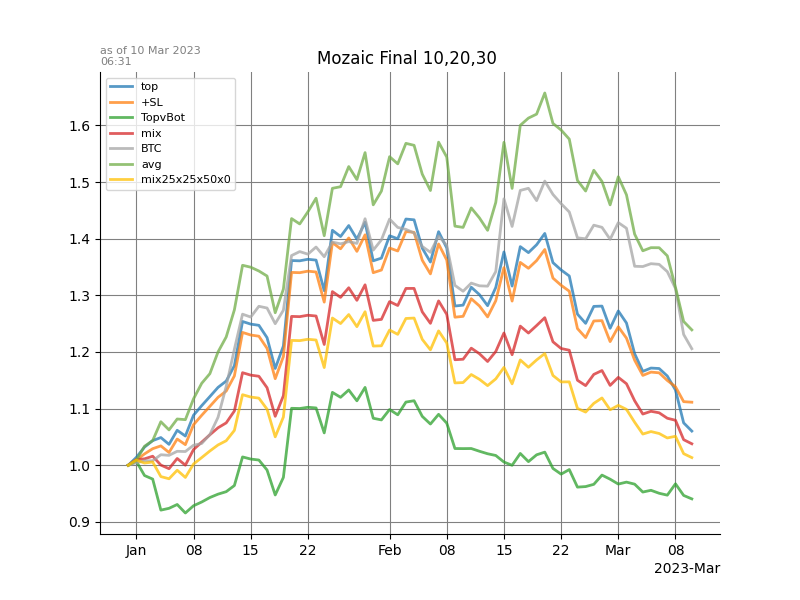 as of 10 Mar 2023
06:31
Mozaic Final 10,20,30
top
+SL
TopvBot
mix
BTC
avg
mix25x25x50x0
1.6
1.5
1.4
1.3
1.2
1.1
1.0
0.9
Jan 08 15 22 Feb 08 15 22 Mar 08
2023-Mar